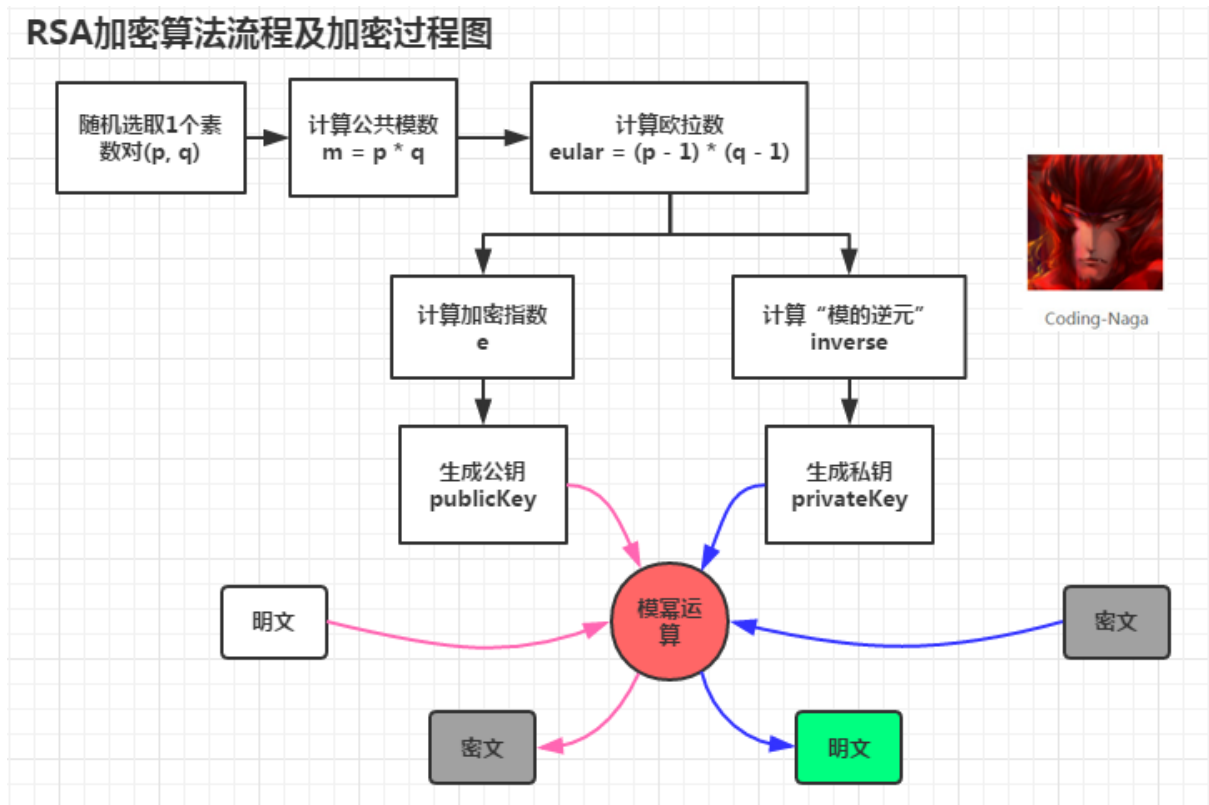 RSA加密算法流程及加密过程图
随机选取1个素
数对(p, q)
计算公共模数
m = p * q
计算欧拉数
eular = (p - 1) * (q - 1)
Coding-Naga
计算加密指数
e
计算“模的逆元”
inverse
生成公钥
publicKey
生成私钥
privateKey
明文
模幂运
算
密文
密文
明文